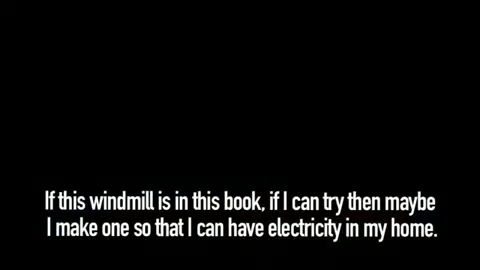 If this windmill is in this book, if I can try then maybe
I make one so that I can have electricity in my home.